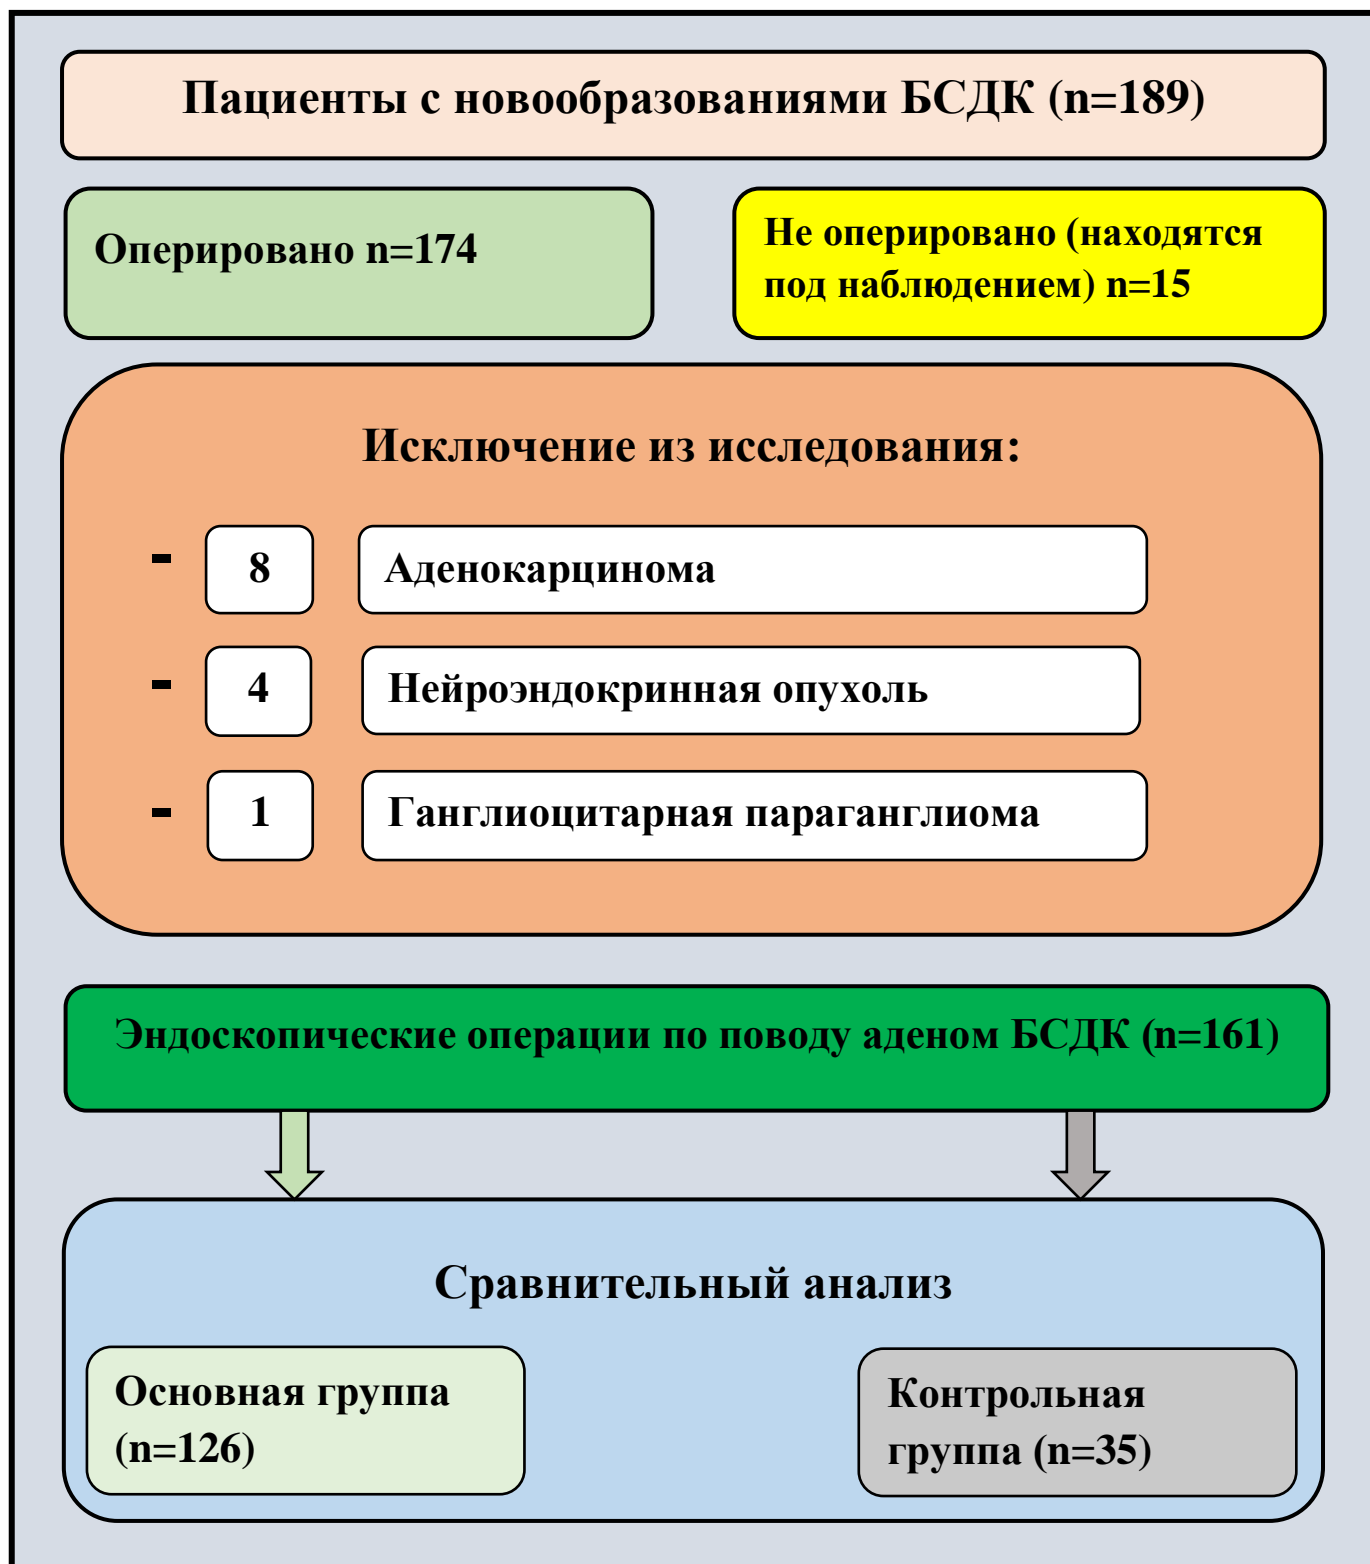 Пациенты с новообразованиями БСДК (n=189)
Оперировано n=174
Не оперировано (находятся
под наблюдением) n=15
Исключение из исследования:
- 8 Аденокарцинома
- 4 Нейроэндокринная опухоль
- 1 Ганглиоцитарная параганглиома
Эндоскопические операции по поводу аденом БСДК (n=161)
Сравнительный анализ
Основная группа
(n=126)
Контрольная
группа (n=35)